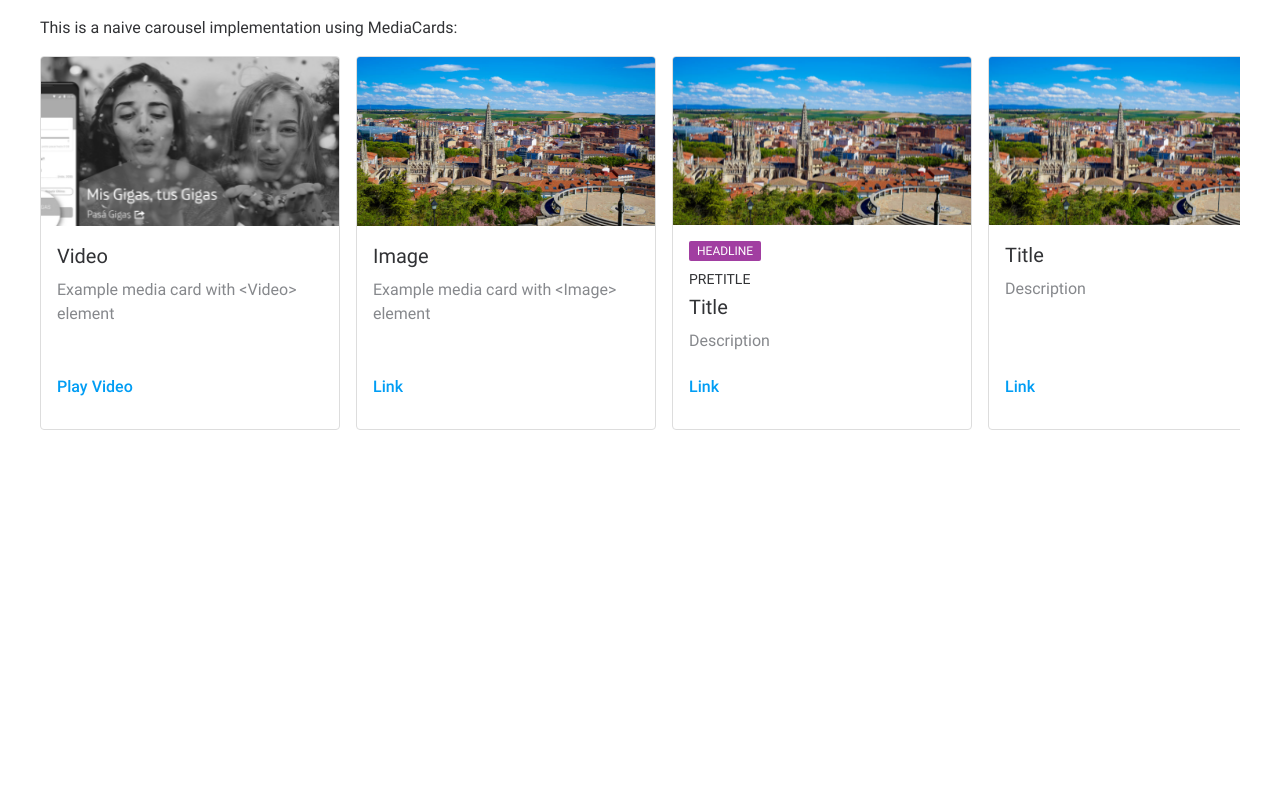 This is a naive carousel implementation using MediaCards:
Mis Gigas, tus Gigas
Pasá Gigas
Video
Example media card with <Video>
element
Play Video
Image
Example media card with <Image>
element
Link
HEADLINE
PRETITLE
Title
Description
Link
Title
Description
Link